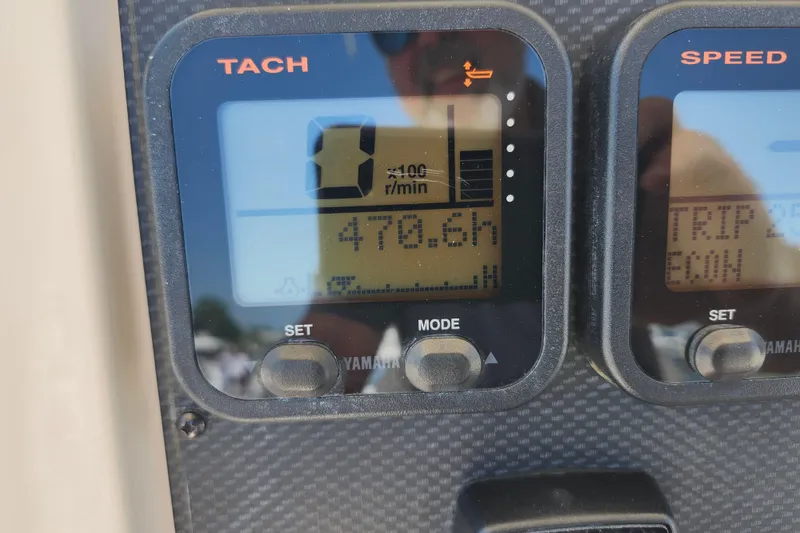 TACH
SPEED
0
x100
r/min
470.6h
TRIP
ECON
H
SET
MODE
SET
YAMAHA